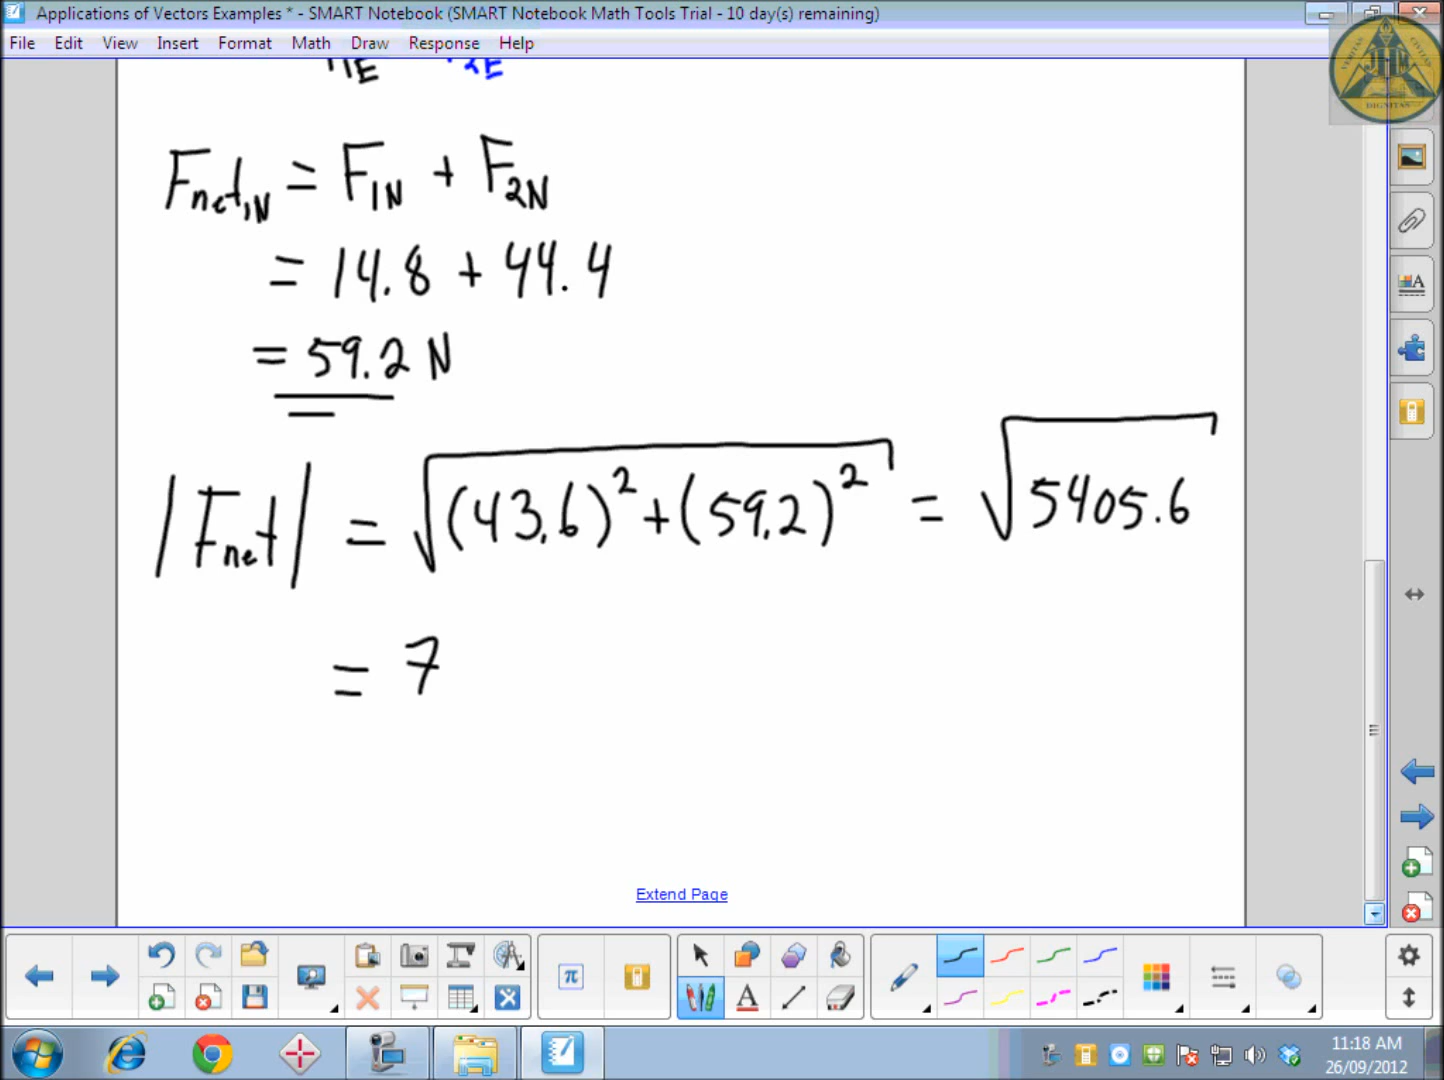 Applications of Vectors Examples * - SMART Notebook (SMART Notebook Math Tools Trial - 10 day(s) remaining)
File Edit View Insert Format Math Draw Response Help
Fnet,N = F1N + F2N
= 14.8 + 44.4
= 59.2 N
|Fnet| = √(43.6)² + (59.2)² = √5405.6
= 7
Extend Page
π
A
11:18 AM
26/09/2012
VERITAS
DIGNITAS